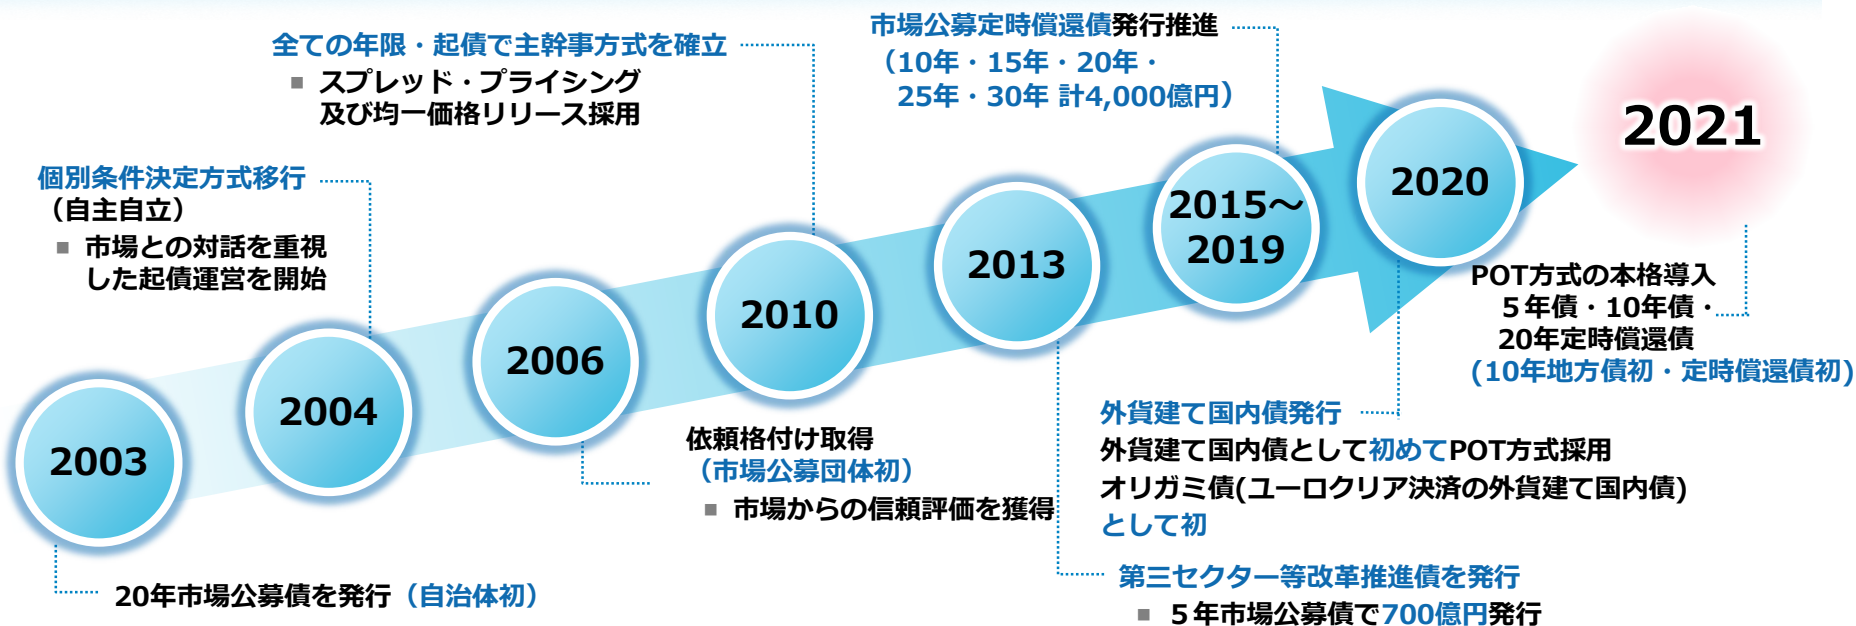 2003
20年市場公募債を発行（自治体初）
個別条件決定方式移行
（自主自立）
■ 市場との対話を重視
した起債運営を開始
2004
2006
依頼格付け取得
（市場公募団体初）
■ 市場からの信頼評価を獲得
全ての年限・起債で主幹事方式を確立
■ スプレッド・プライシング
及び均一価格リリース採用
2010
2013
第三セクター等改革推進債を発行
■ ５年市場公募債で700億円発行
市場公募定時償還債発行推進
（10年・15年・20年・
25年・30年 計4,000億円）
2015～
2019
2020
外貨建て国内債発行
外貨建て国内債として初めてPOT方式採用
オリガミ債(ユーロクリア決済の外貨建て国内債)
として初
2021
POT方式の本格導入
５年債・10年債・
20年定時償還債
(10年地方債初・定時償還債初)